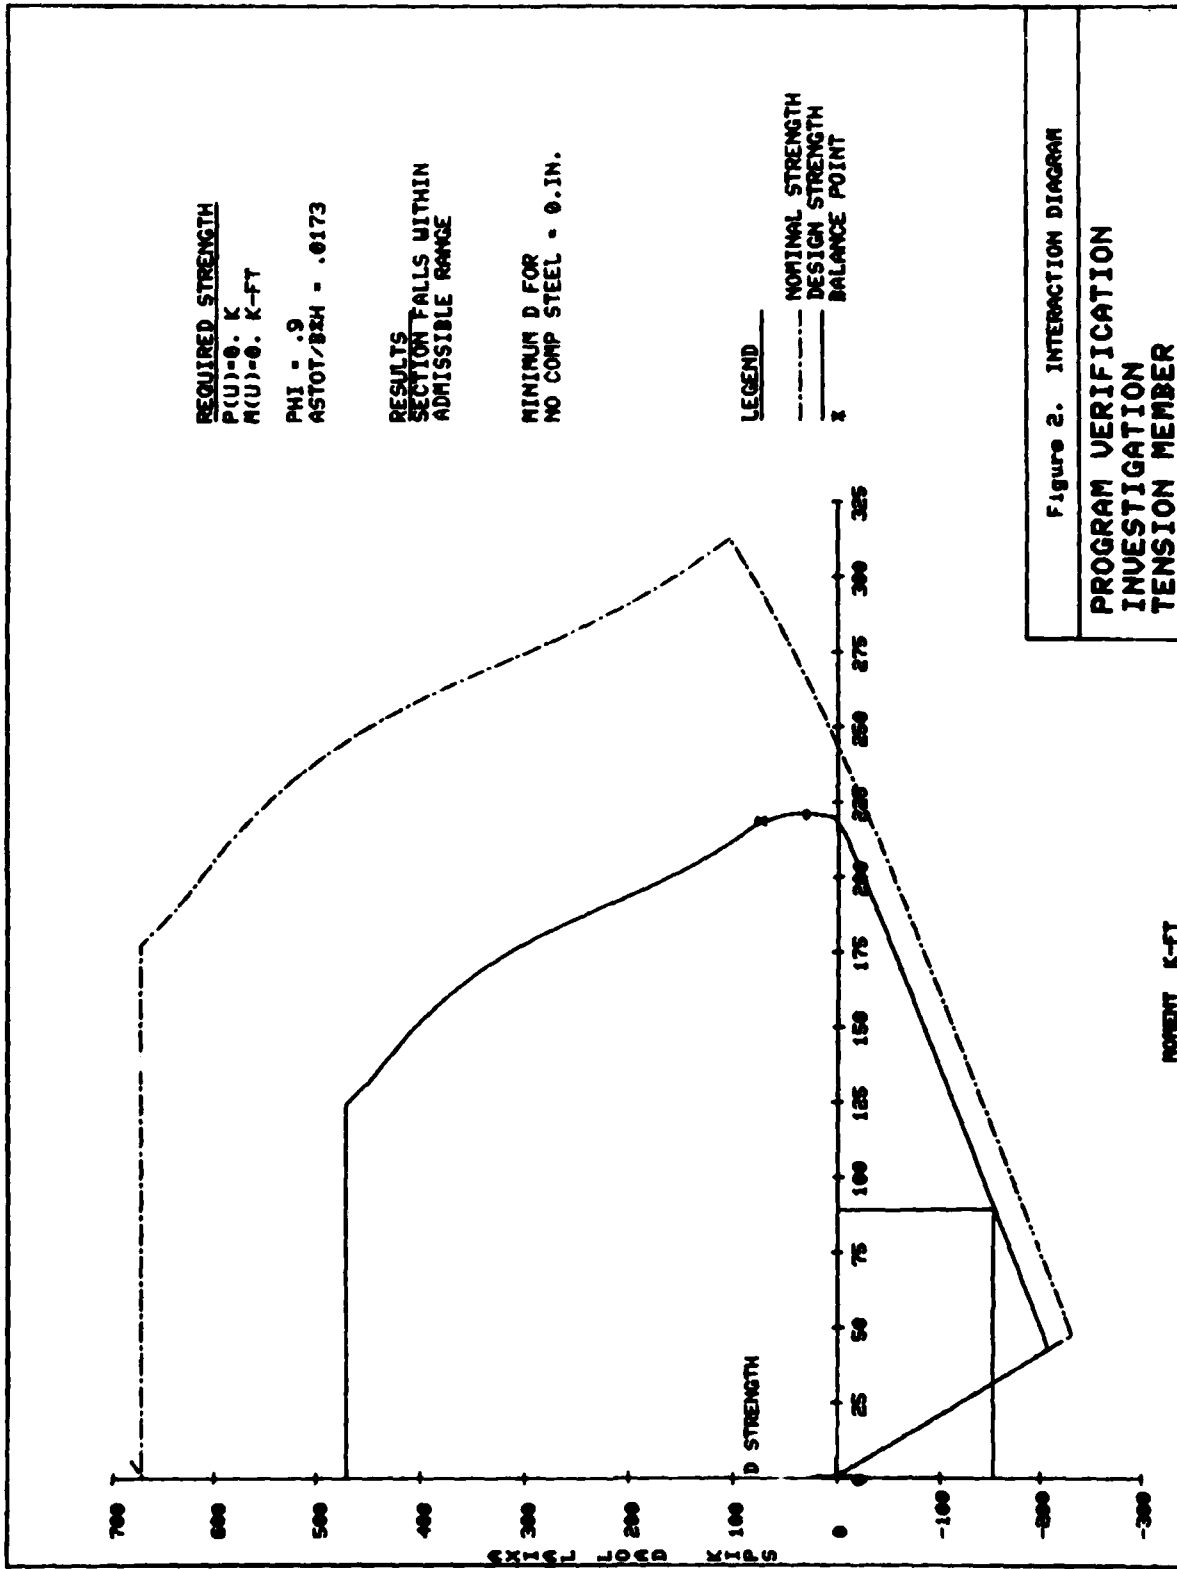 REQUIRED STRENGTH
P(U)=0. K
M(U)=0. K-FT
PHI = .9
ASTOT/B*H = .0173
RESULTS
SECTION FALLS WITHIN
ADMISSIBLE RANGE
MINIMUM D FOR
NO COMP STEEL = 0.IN.
LEGEND
NOMINAL STRENGTH
DESIGN STRENGTH
X BALANCE POINT
700
600
500
400
300
200
100
0
-100
-200
-300
AXIAL LOAD KIPS
D STRENGTH
0 25 50 75 100 125 150 175 200 225 250 275 300 325
MOMENT K-FT
Figure 2. INTERACTION DIAGRAM
PROGRAM VERIFICATION
INVESTIGATION
TENSION MEMBER